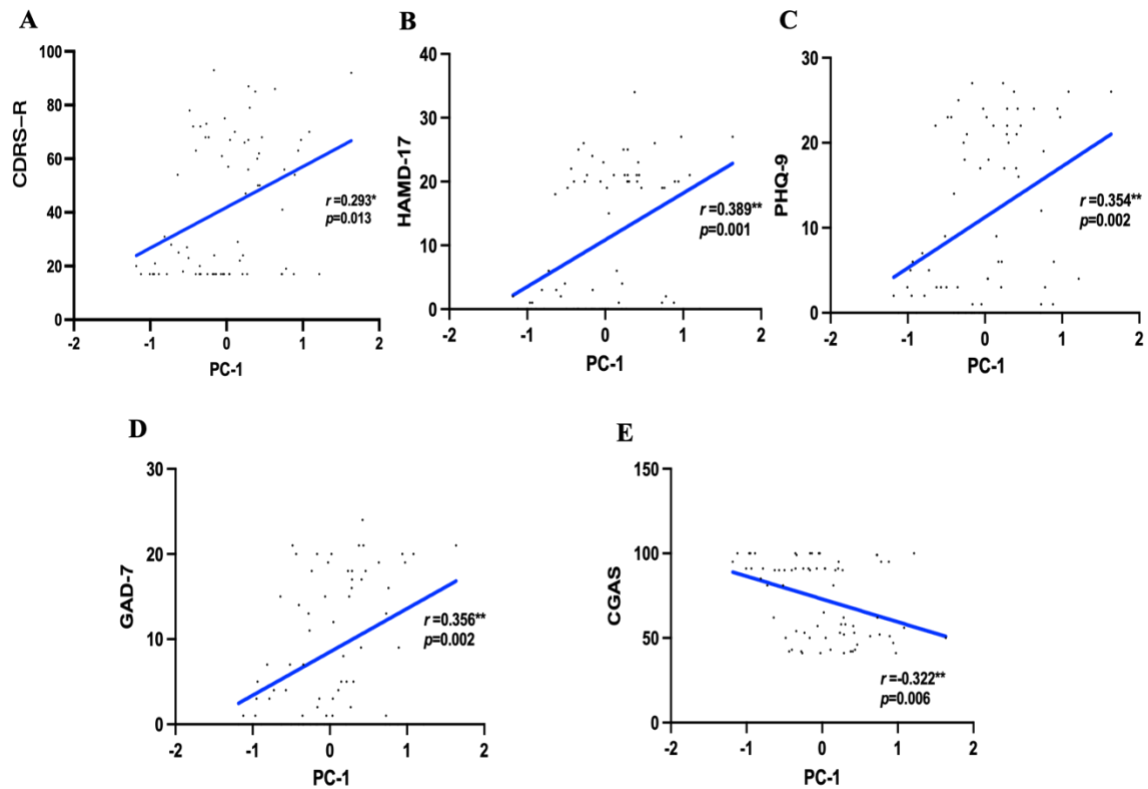 A
CDRS–R
100
80
60
40
20
0
-2
-1
0
1
2
PC-1
r=0.293*
p=0.013
B
HAMD-17
40
30
20
10
0
-2
-1
0
1
2
PC-1
r=0.389**
p=0.001
C
PHQ-9
30
20
10
0
-2
-1
0
1
2
PC-1
r=0.354**
p=0.002
D
GAD-7
30
20
10
0
-2
-1
0
1
2
PC-1
r=0.356**
p=0.002
E
CGAS
150
100
50
0
-2
-1
0
1
2
PC-1
r=-0.322**
p=0.006